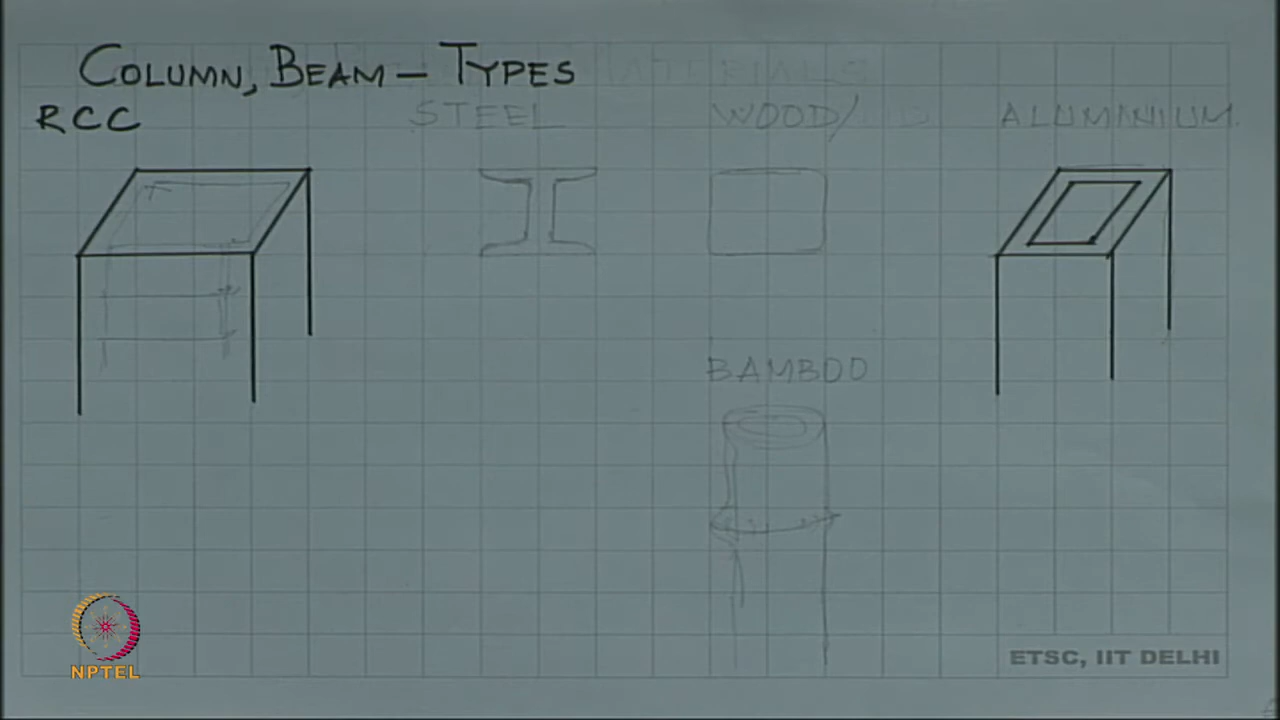 COLUMN, BEAM – TYPES
RCC STEEL WOOD/ ALUMINIUM.
BAMBOO
NPTEL
ETSC, IIT DELHI